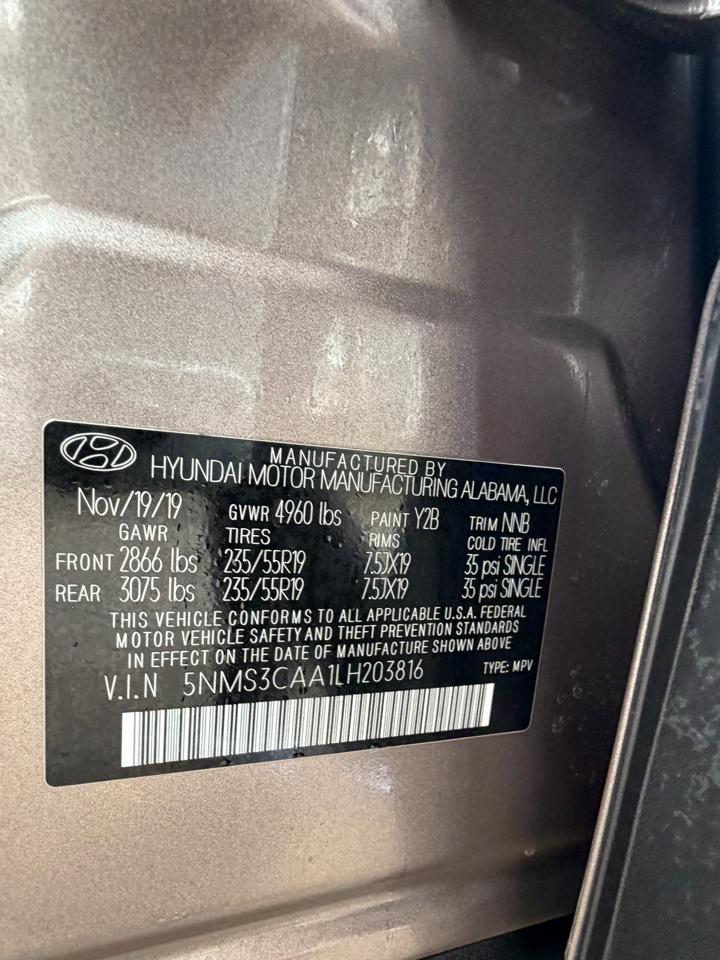 MANUFACTURED BY
HYUNDAI MOTOR MANUFACTURING ALABAMA, LLC
Nov/19/19 GVWR 4960 lbs PAINT Y2B TRIM NNB
GAWR TIRES RIMS COLD TIRE INFL
FRONT 2866 lbs 235/55R19 7.5JX19 35 psi SINGLE
REAR 3075 lbs 235/55R19 7.5JX19 35 psi SINGLE
THIS VEHICLE CONFORMS TO ALL APPLICABLE U.S.A. FEDERAL
MOTOR VEHICLE SAFETY AND THEFT PREVENTION STANDARDS
IN EFFECT ON THE DATE OF MANUFACTURE SHOWN ABOVE
V.I.N 5NMS3CAA1LH203816 TYPE: MPV